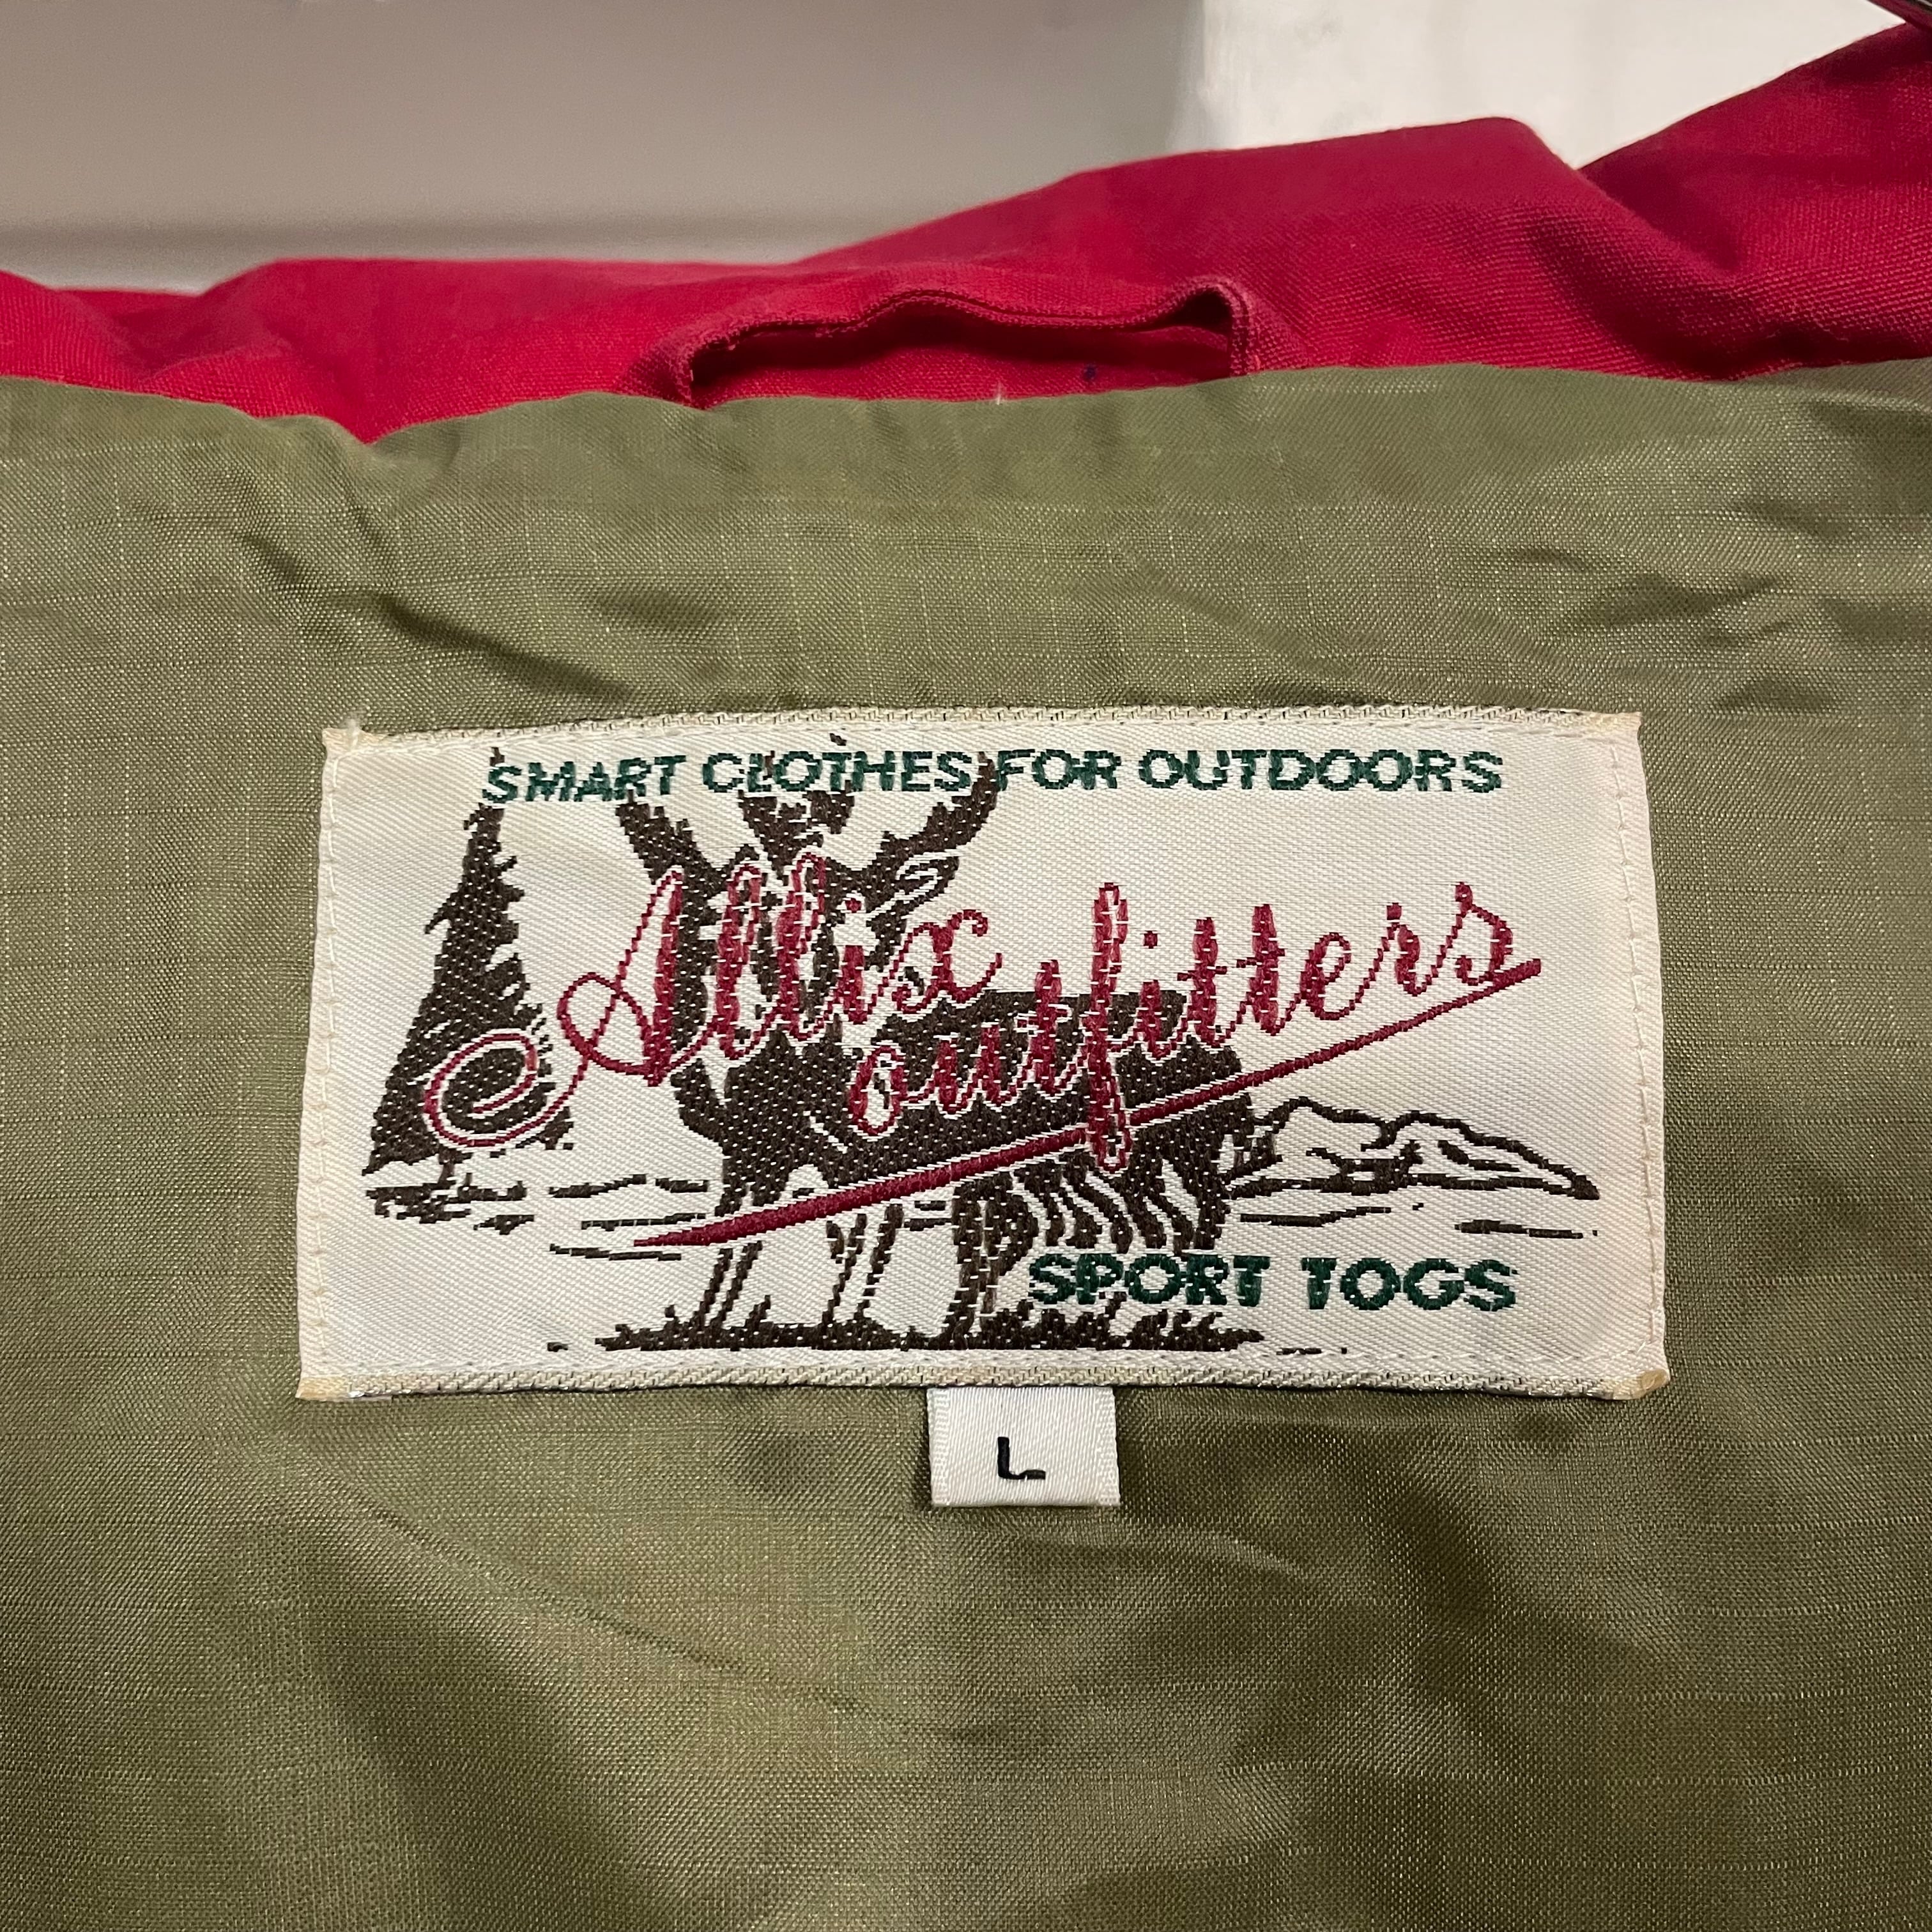 SMART CLOTHES FOR OUTDOORS
Allix
outfitters
SPORT TOGS
L